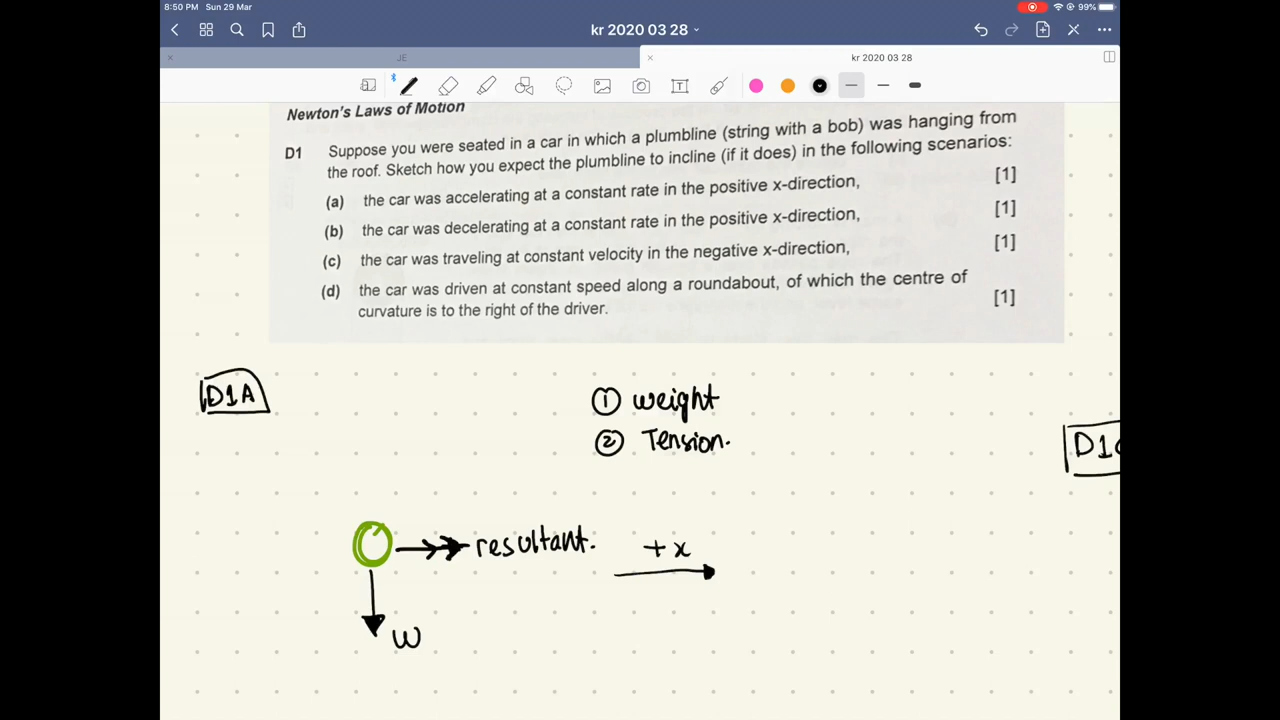 8:50 PM Sun 29 Mar
99%
kr 2020 03 28
JE
kr 2020 03 28
Newton's Laws of Motion
D1 Suppose you were seated in a car in which a plumbline (string with a bob) was hanging from
the roof. Sketch how you expect the plumbline to incline (if it does) in the following scenarios:
(a) the car was accelerating at a constant rate in the positive x-direction, [1]
(b) the car was decelerating at a constant rate in the positive x-direction, [1]
(c) the car was traveling at constant velocity in the negative x-direction, [1]
(d) the car was driven at constant speed along a roundabout, of which the centre of
curvature is to the right of the driver. [1]
D1A
① weight
② Tension.
D1
resultant.
+x
W